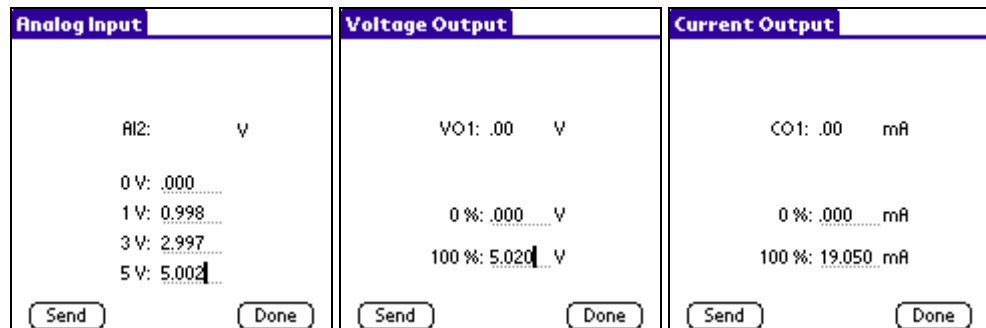 Analog Input
AI2: V
0 V: .000
1 V: 0.998
3 V: 2.997
5 V: 5.002
Send Done
Voltage Output
VO1: .00 V
0 %: .000 V
100 %: 5.020 V
Send Done
Current Output
CO1: .00 mA
0 %: .000 mA
100 %: 19.050 mA
Send Done